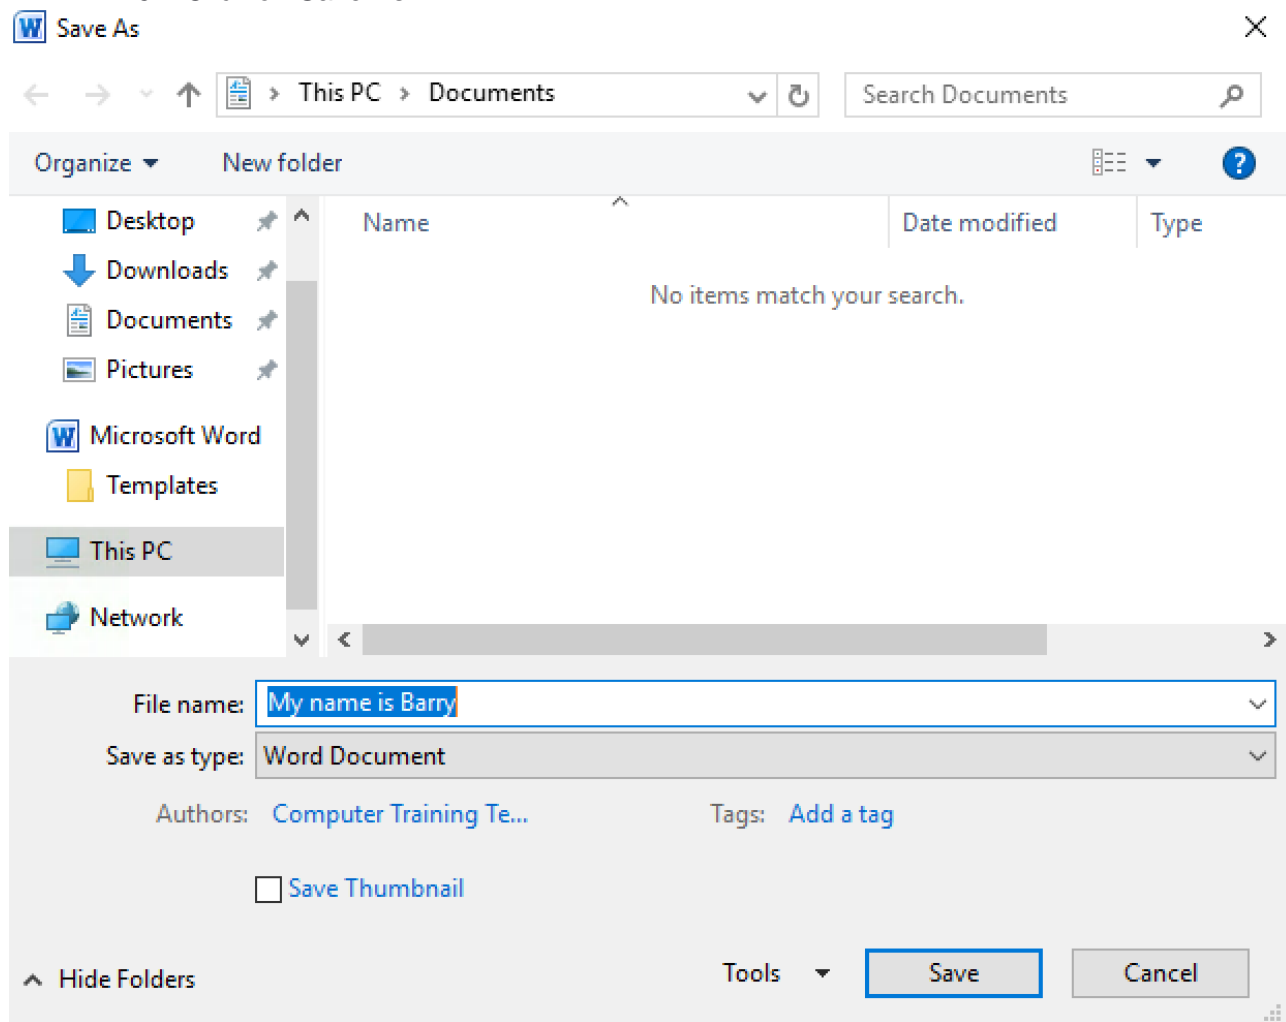 Save As
This PC > Documents
Search Documents
Organize
New folder
Desktop
Downloads
Documents
Pictures
Microsoft Word
Templates
This PC
Network
Name
Date modified
Type
No items match your search.
File name: My name is Barry
Save as type: Word Document
Authors: Computer Training Te...
Tags: Add a tag
Save Thumbnail
Hide Folders
Tools
Save
Cancel